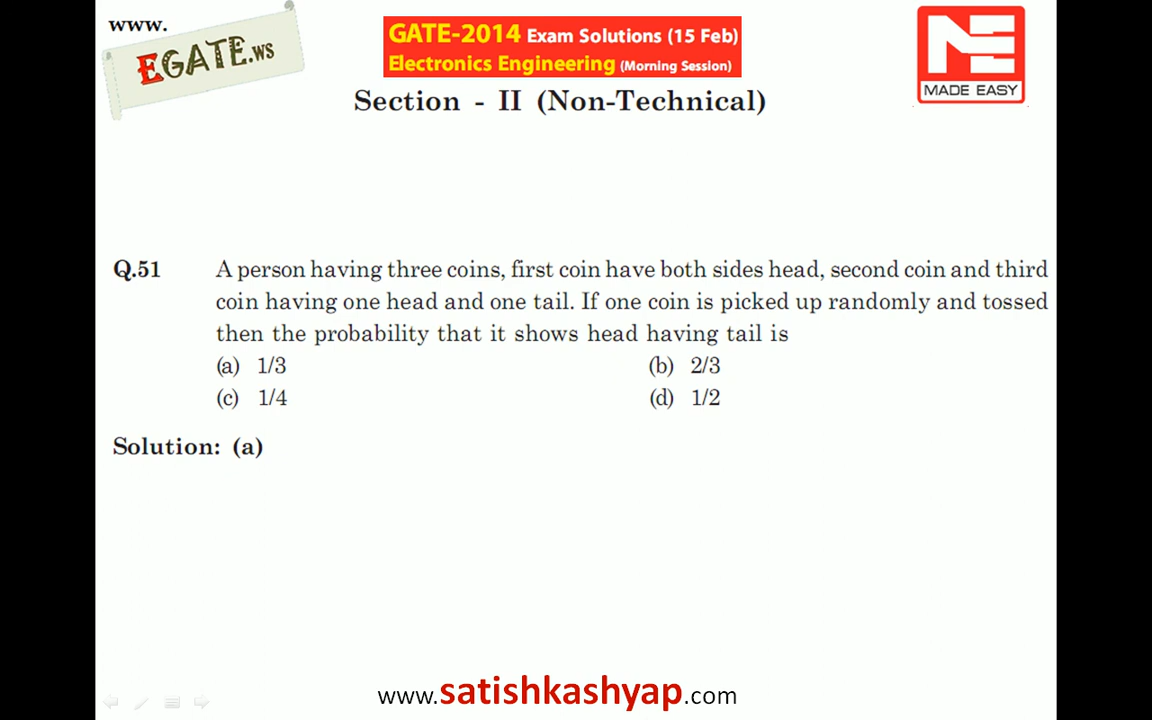 www.
EGATE.ws
GATE-2014 Exam Solutions (15 Feb)
Electronics Engineering (Morning Session)
MADE EASY
Section - II (Non-Technical)
Q.51 A person having three coins, first coin have both sides head, second coin and third
coin having one head and one tail. If one coin is picked up randomly and tossed
then the probability that it shows head having tail is
(a) 1/3 (b) 2/3
(c) 1/4 (d) 1/2
Solution: (a)
www.satishkashyap.com